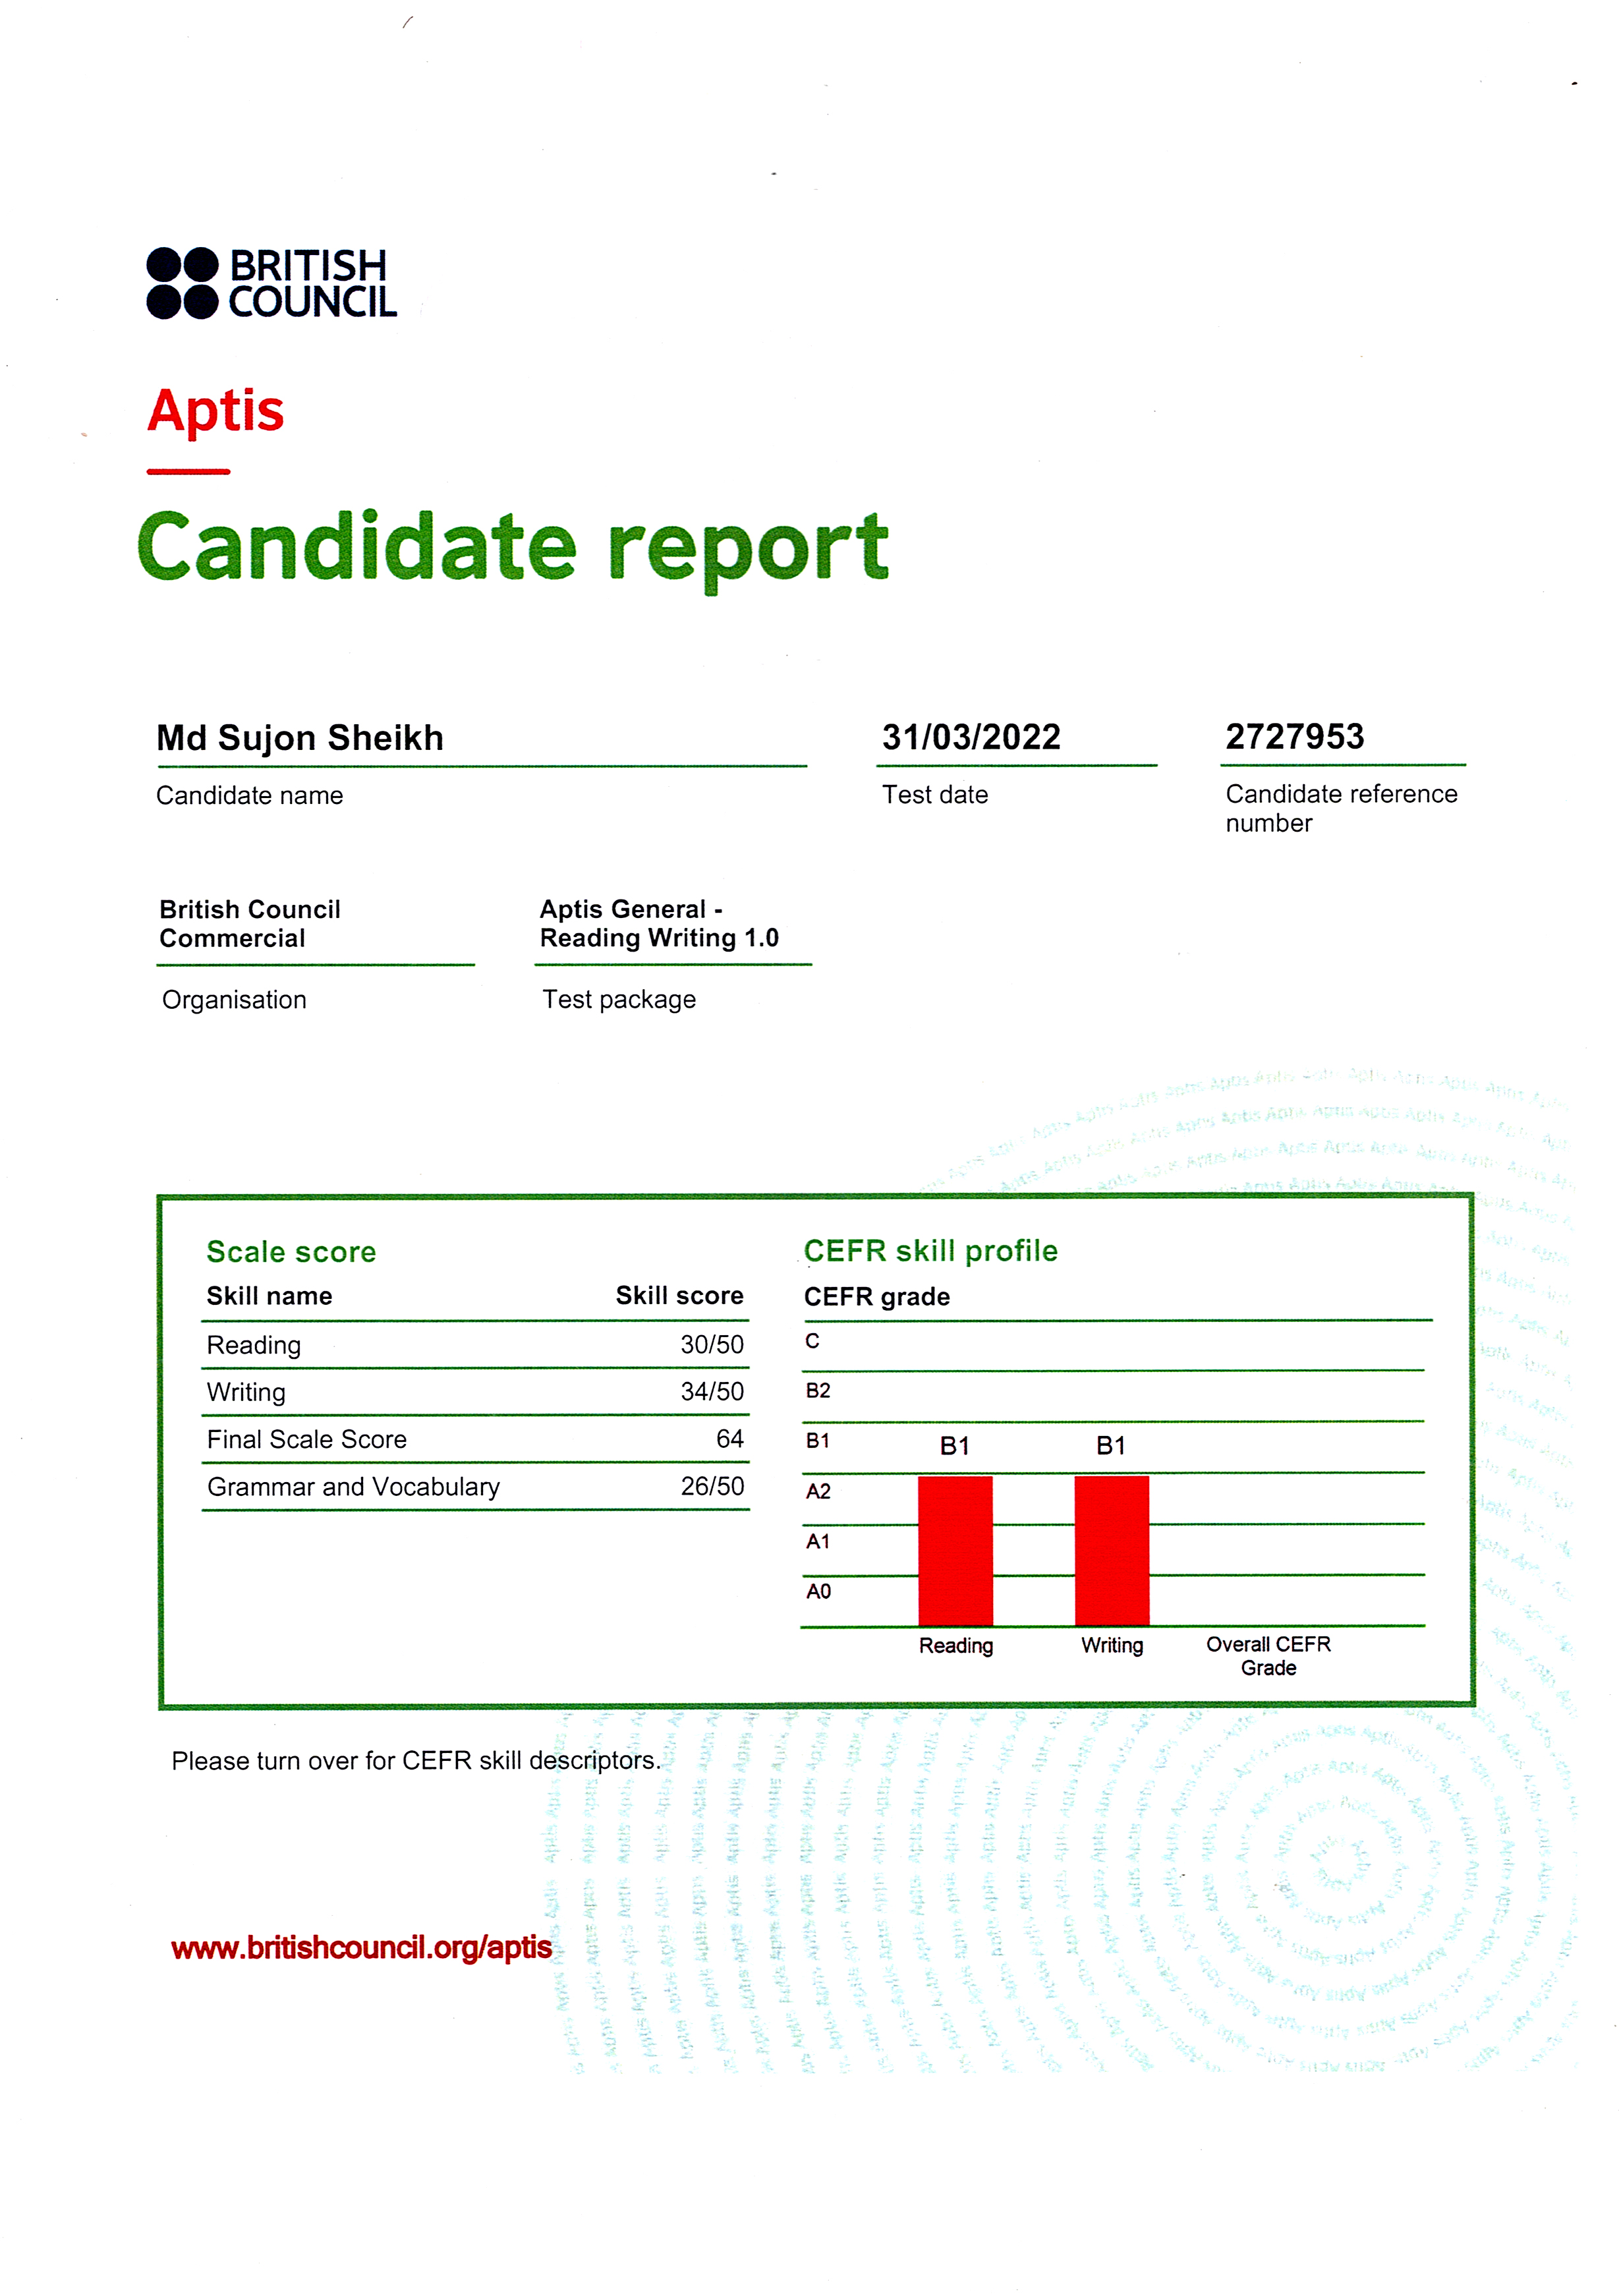 BRITISH
COUNCIL
Aptis
Candidate report
Md Sujon Sheikh
31/03/2022
2727953
Candidate name
Test date
Candidate reference
number
British Council
Commercial
Aptis General -
Reading Writing 1.0
Organisation
Test package
Scale score
CEFR skill profile
Skill name
Skill score
CEFR grade
Reading
30/50
C
Writing
34/50
B2
Final Scale Score
64
B1
B1
B1
Grammar and Vocabulary
26/50
A2
A1
A0
Reading
Writing
Overall CEFR
Grade
Please turn over for CEFR skill descriptors.
www.britishcouncil.org/aptis